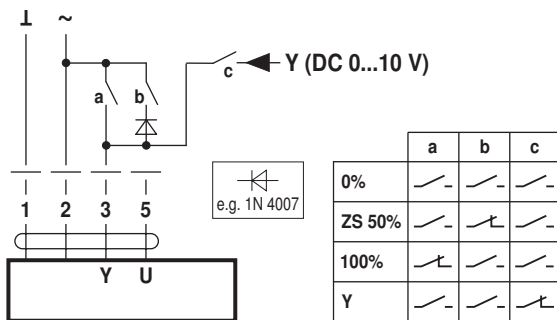 ⊥ ~
c Y (DC 0...10 V)
a b
1 2 3 5
Y U
e.g. 1N 4007
a b c
0%
ZS 50%
100%
Y